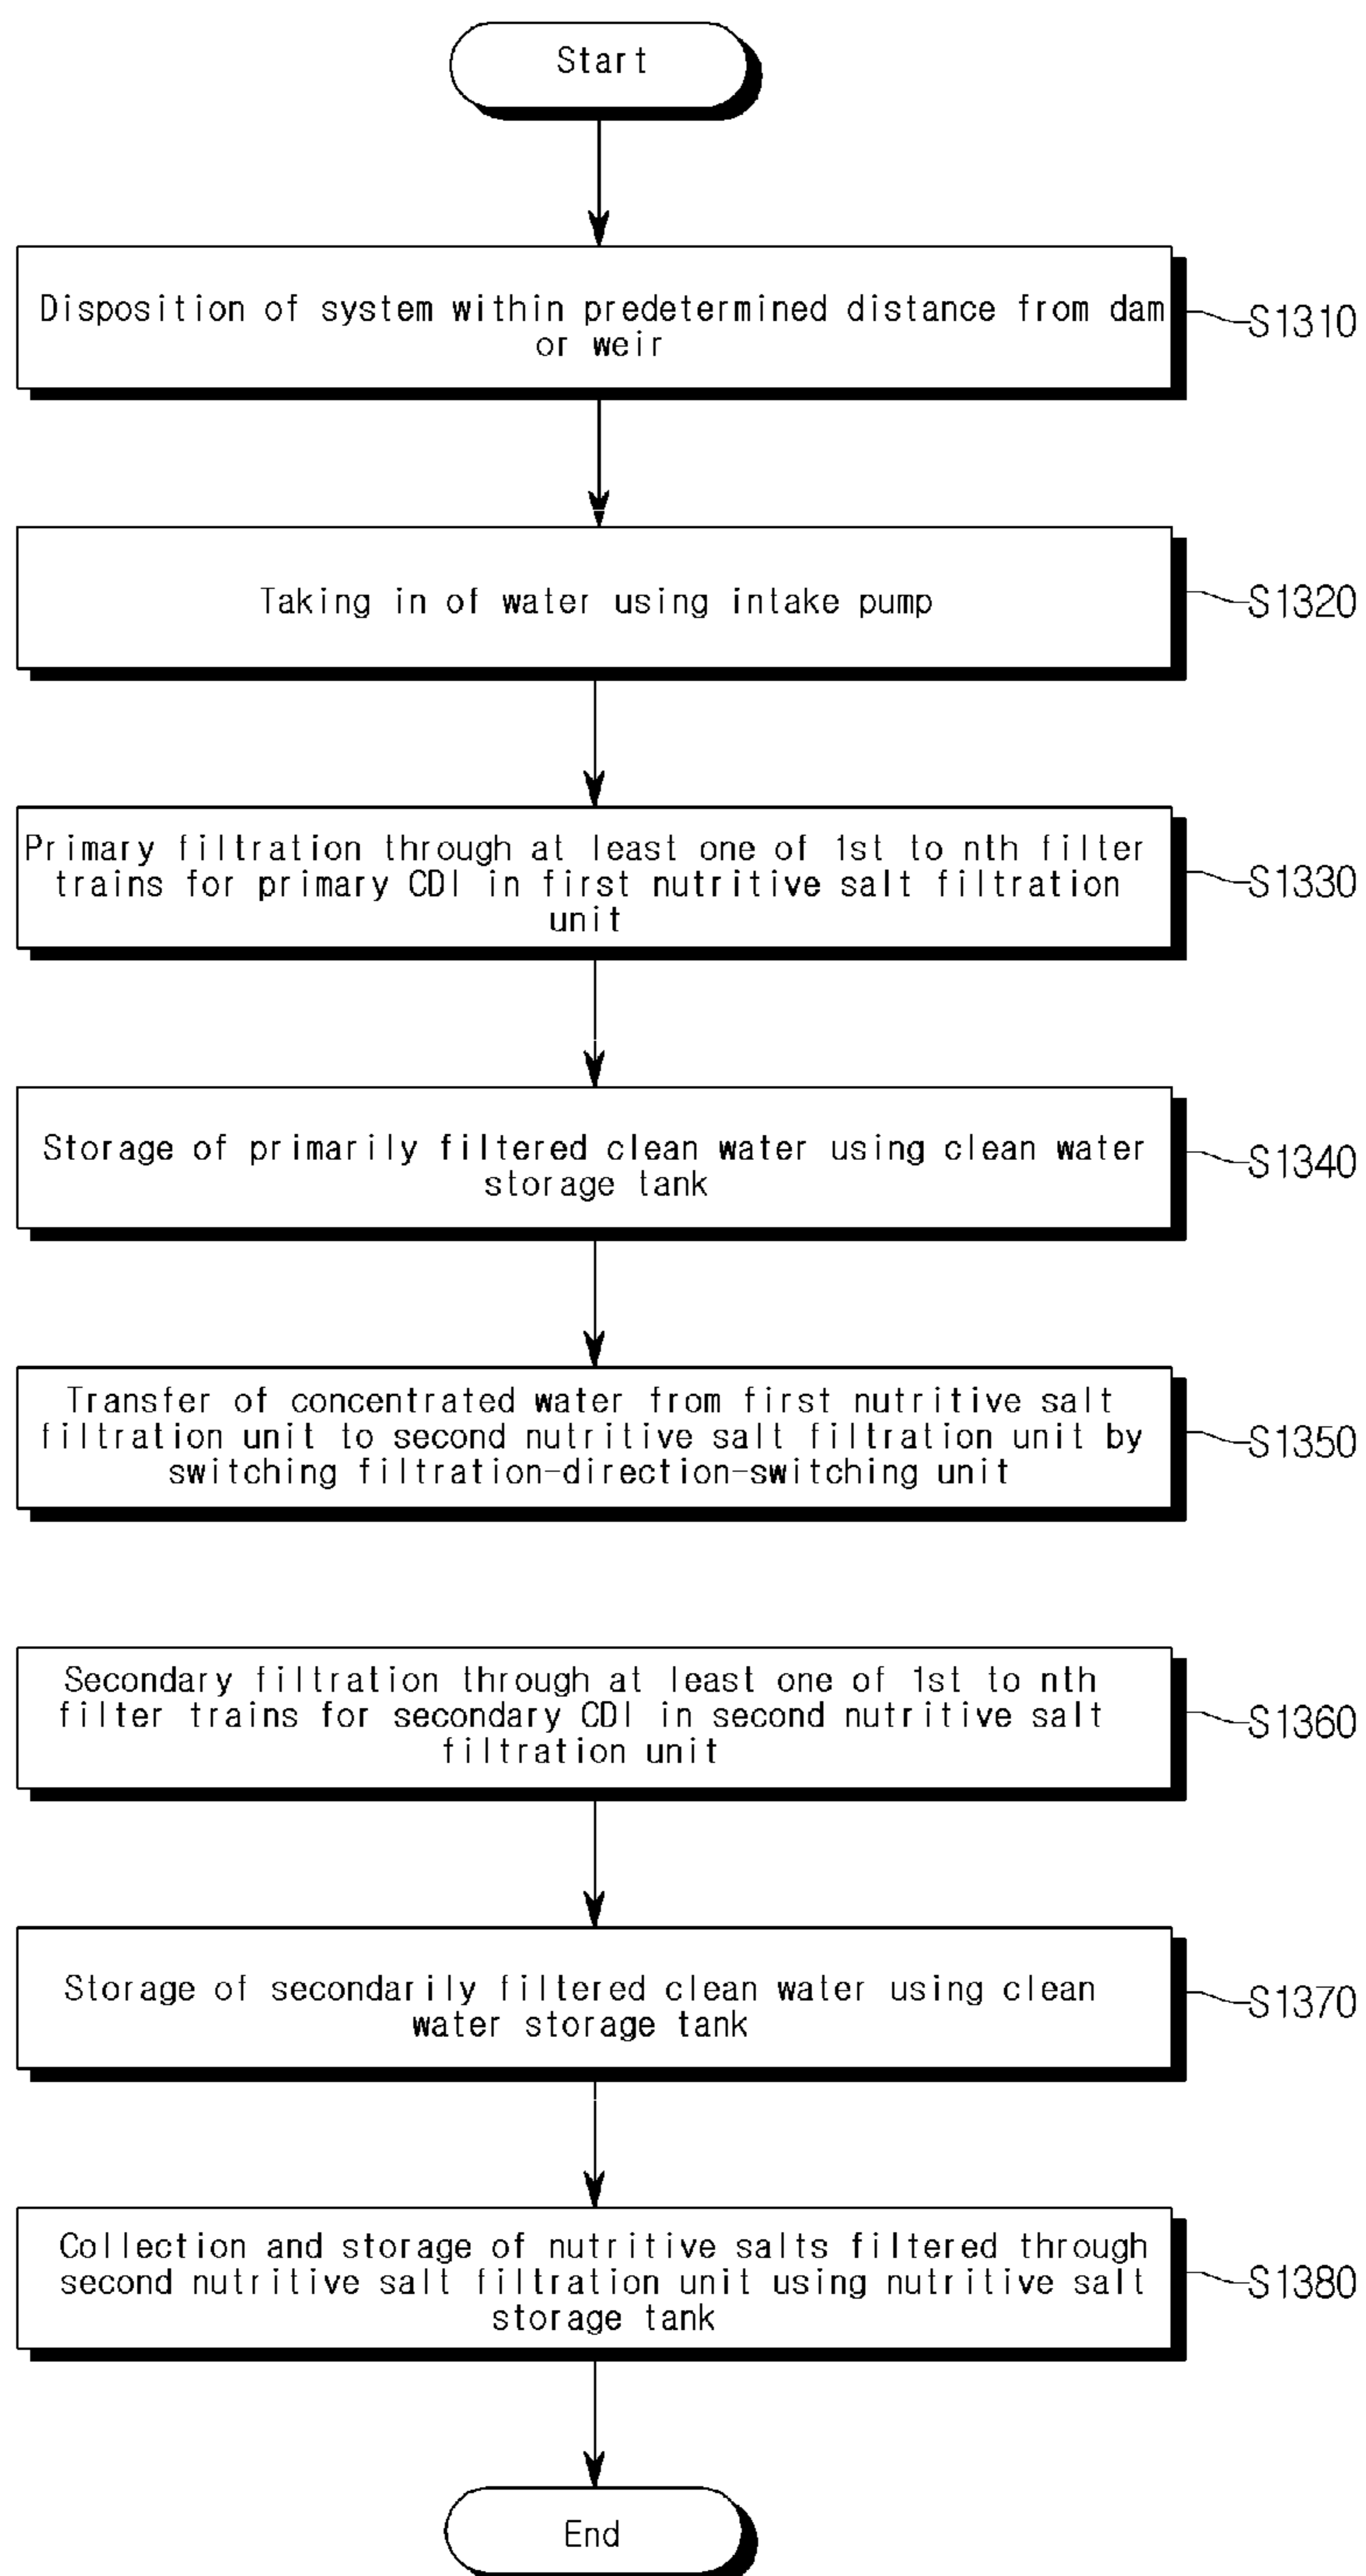 Start
Disposition of system within predetermined distance from dam
or weir
S1310
Taking in of water using intake pump
S1320
Primary filtration through at least one of 1st to nth filter
trains for primary CDI in first nutritive salt filtration
unit
S1330
Storage of primarily filtered clean water using clean water
storage tank
S1340
Transfer of concentrated water from first nutritive salt
filtration unit to second nutritive salt filtration unit by
switching filtration-direction-switching unit
S1350
Secondary filtration through at least one of 1st to nth
filter trains for secondary CDI in second nutritive salt
filtration unit
S1360
Storage of secondarily filtered clean water using clean
water storage tank
S1370
Collection and storage of nutritive salts filtered through
second nutritive salt filtration unit using nutritive salt
storage tank
S1380
End